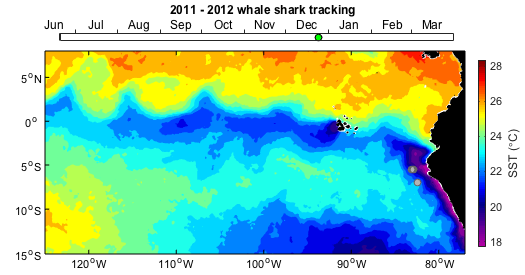 2011 - 2012 whale shark tracking
Jun Jul Aug Sep Oct Nov Dec Jan Feb Mar
5°N
0°
5°S
10°S
15°S
120°W 110°W 100°W 90°W 80°W
28
26
24
22
20
18
SST (°C)